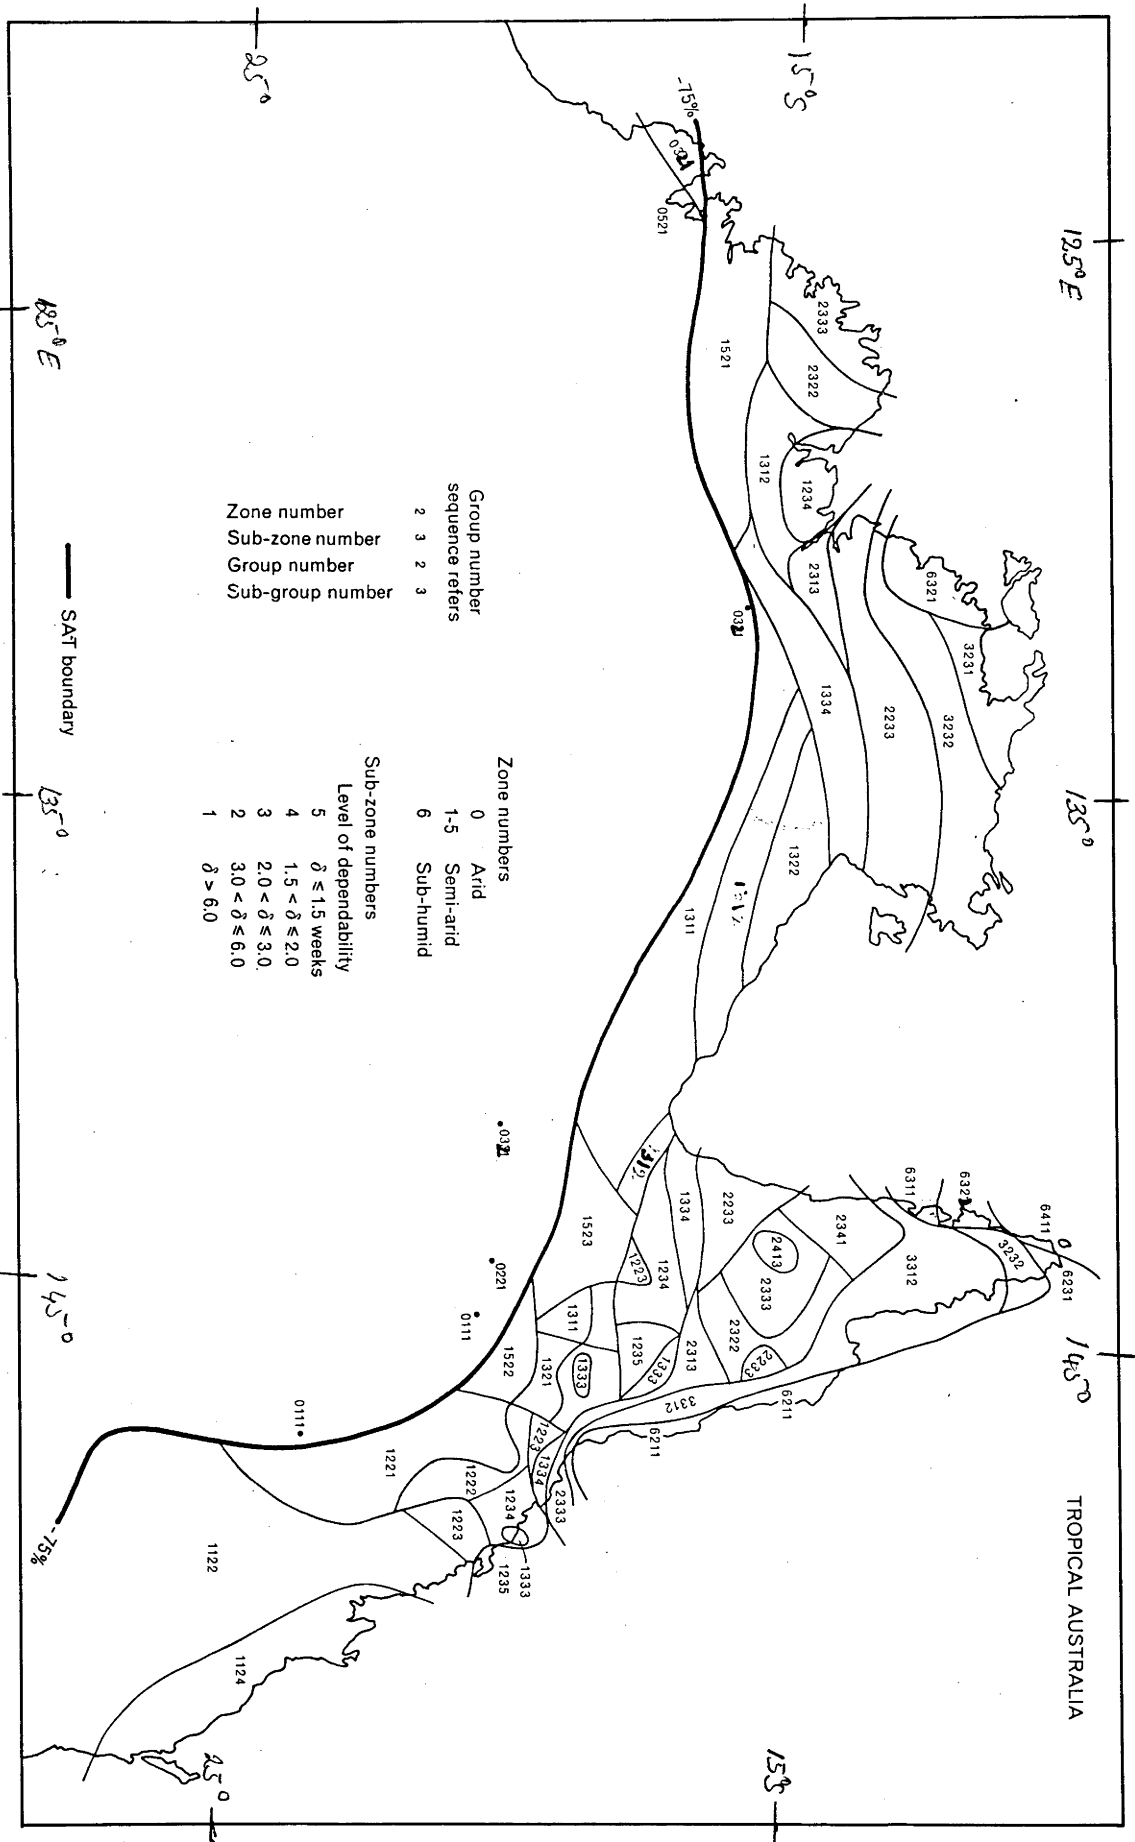 TROPICAL AUSTRALIA
125° E
135°
145°
15° S
25°
15°
25°
125° E
135°
145°
-75%
-75%
0321
0521
2333
2322
1521
1312
1234
2313
6321
3231
3232
2233
1334
0321
1322
1311
6311
6411
6231
3232
3312
2341
2413
2333
2233
1334
1234
1223
1523
2322
2233
2313
1333
1235
1311
1321
1333
1522
3312
6211
6211
0321
0221
0111
0111
1223
1334
2333
1234
1333
1235
1222
1223
1221
1122
1124
Group number
sequence refers
2 3 2 3
Zone number
Sub-zone number
Group number
Sub-group number
SAT boundary
Zone numbers
0 Arid
1-5 Semi-arid
6 Sub-humid
Sub-zone numbers
Level of dependability
5 δ ≤ 1.5 weeks
4 1.5 < δ ≤ 2.0
3 2.0 < δ ≤ 3.0.
2 3.0 < δ ≤ 6.0
1 δ > 6.0